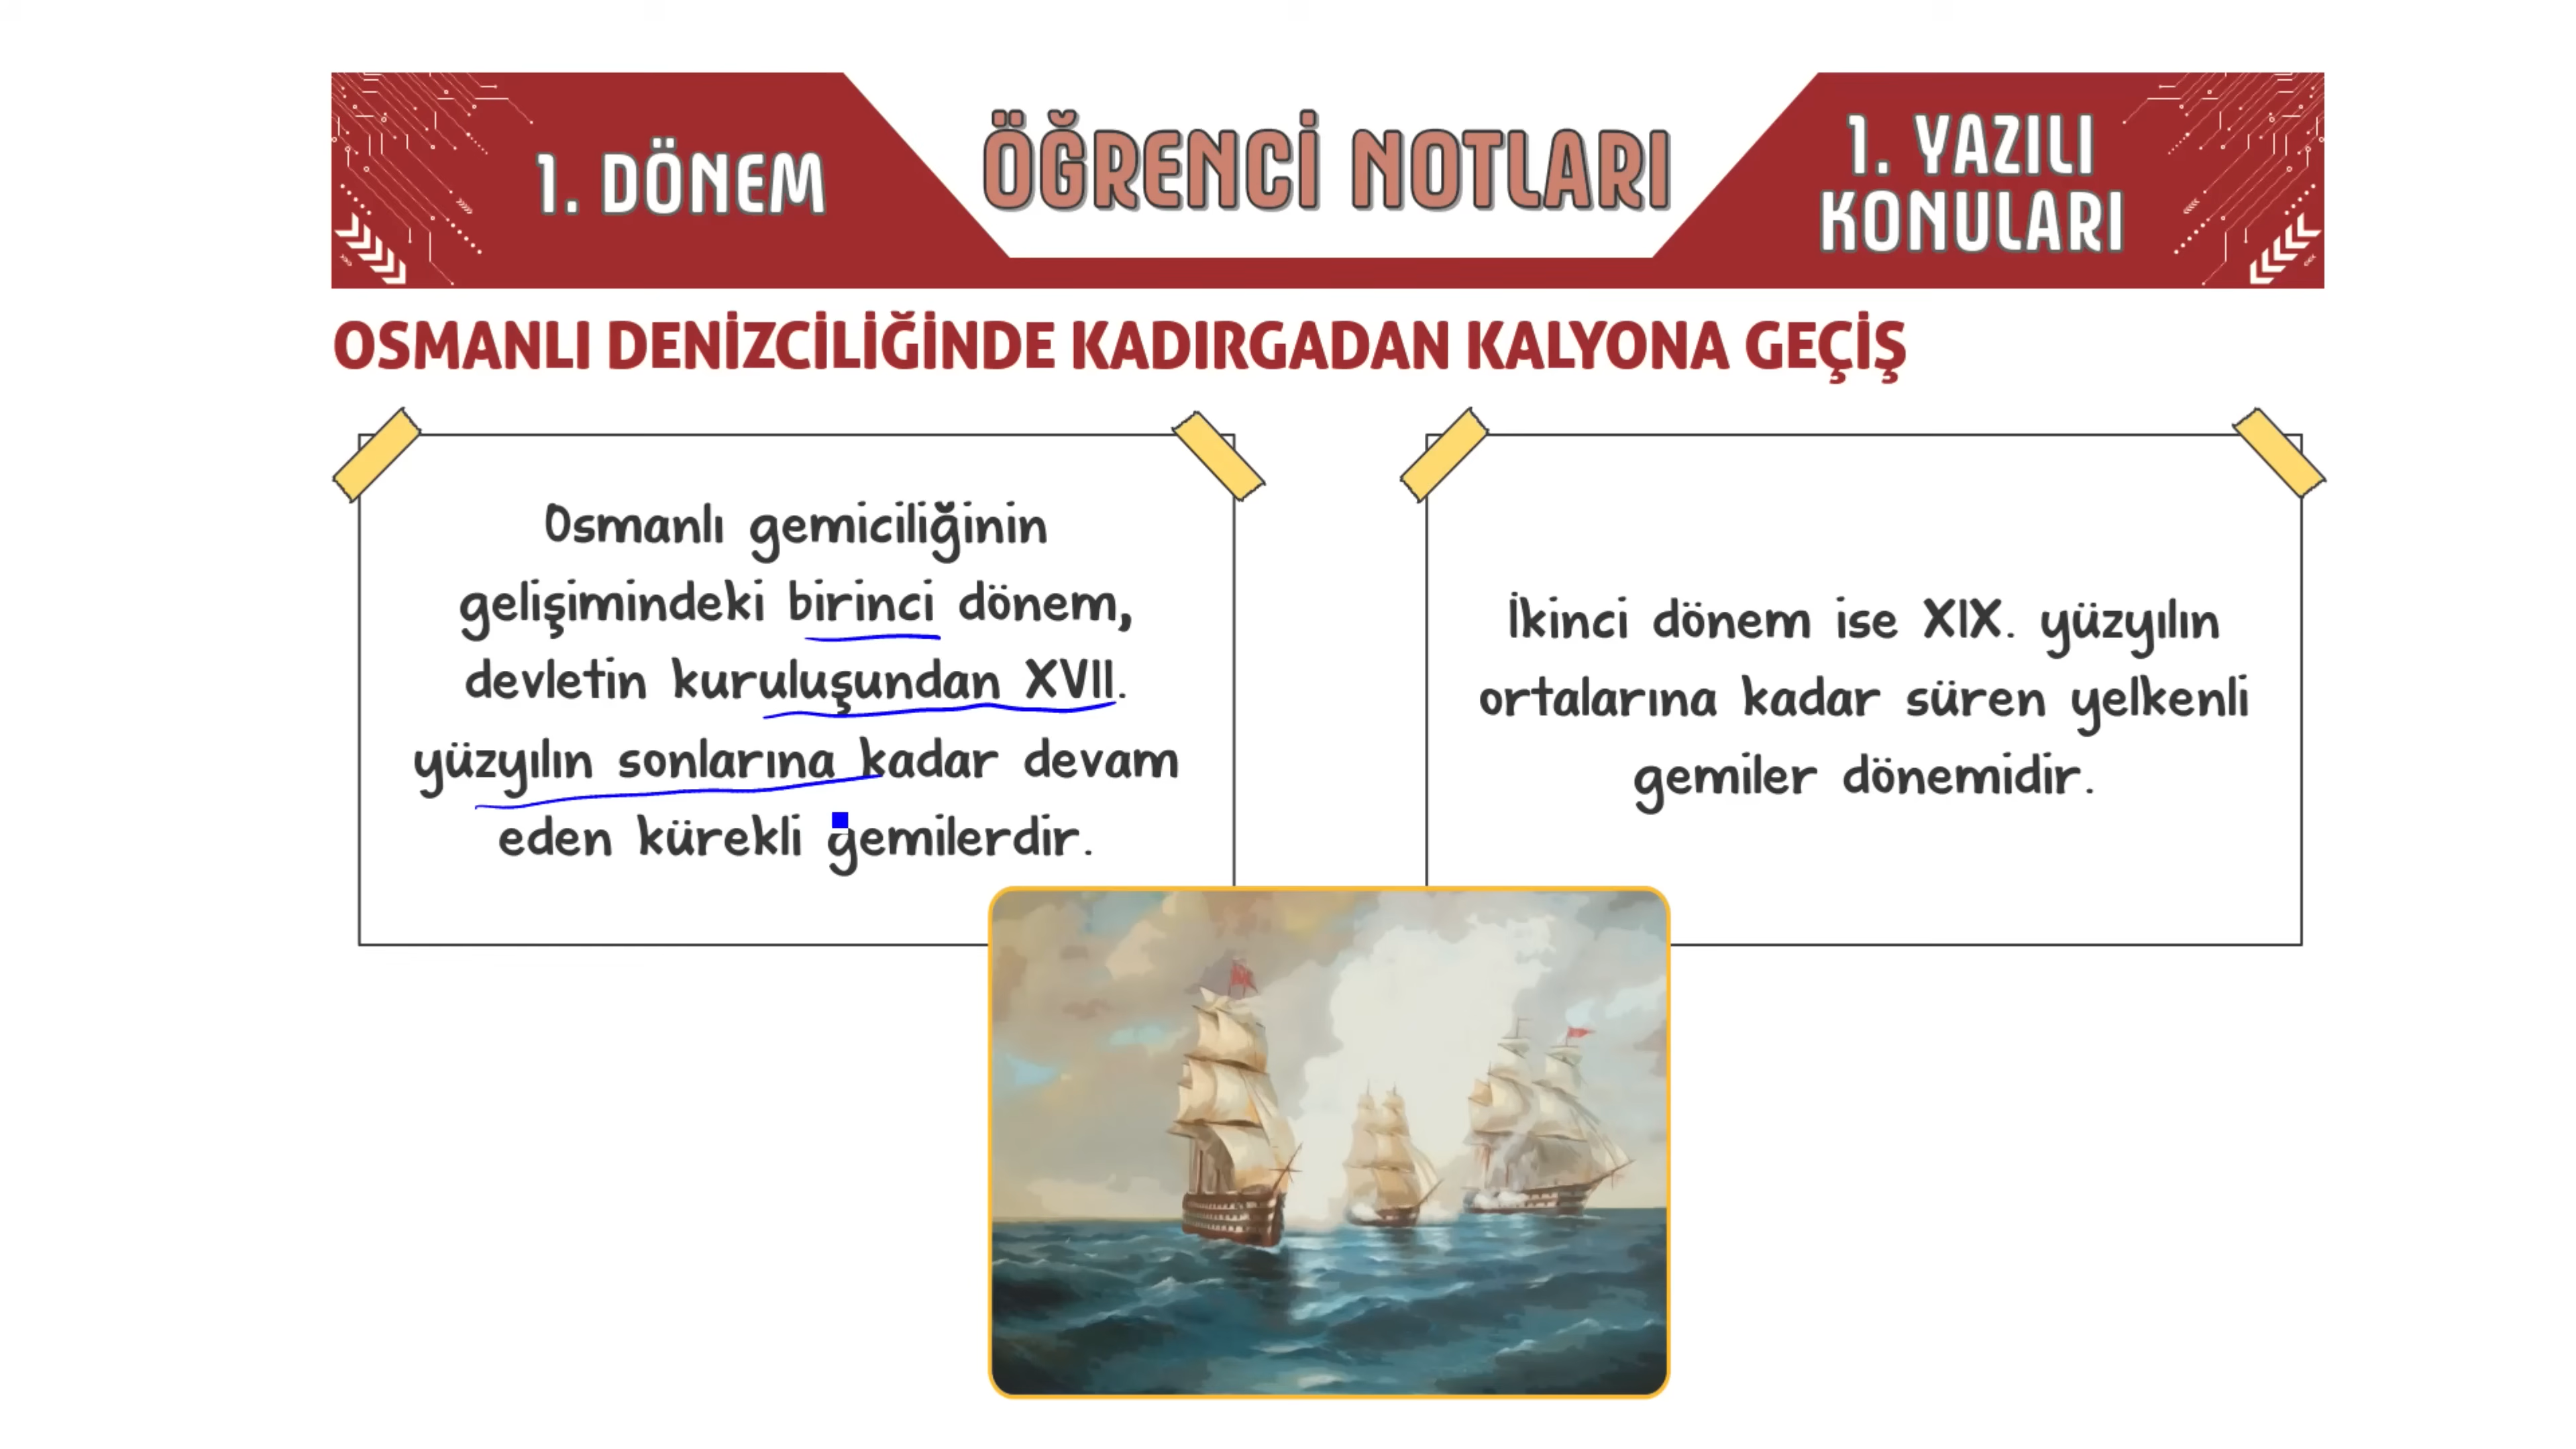 1. DÖNEM
ÖĞRENCİ NOTLARI
1. YAZILI
KONULARI
OSMANLI DENİZCİLİĞİNDE KADIRGADAN KALYONA GEÇİŞ
Osmanlı gemiciliğinin
gelişimindeki birinci dönem,
devletin kuruluşundan XVII.
yüzyılın sonlarına kadar devam
eden kürekli gemilerdir.
İkinci dönem ise XIX. yüzyılın
ortalarına kadar süren yelkenli
gemiler dönemidir.